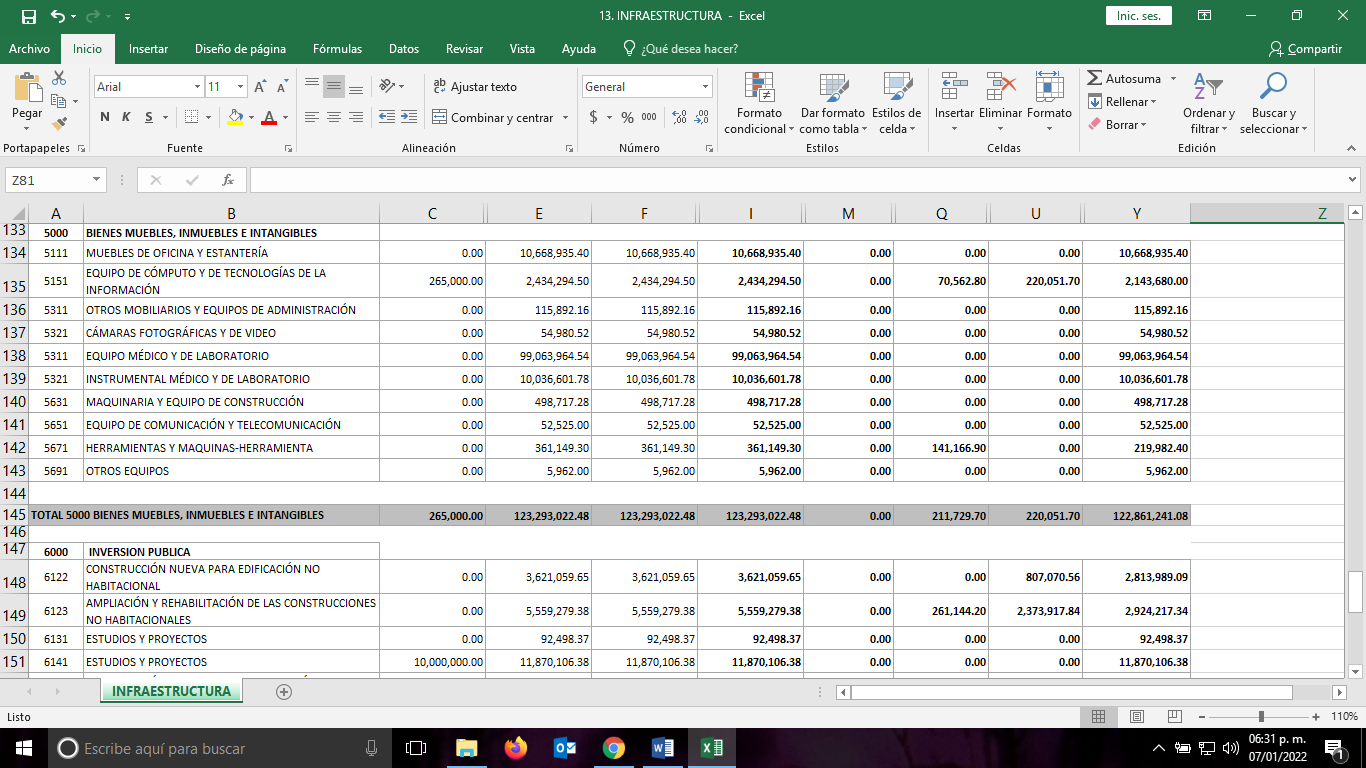 13. INFRAESTRUCTURA - Excel
Inic. ses.
Archivo Inicio Insertar Diseño de página Fórmulas Datos Revisar Vista Ayuda ¿Qué desea hacer? Compartir
Pegar
Portapapeles
Arial 11
N K S
Fuente
Ajustar texto
Combinar y centrar
Alineación
General
$ % 000
Número
Formato condicional
Dar formato como tabla
Estilos de celda
Estilos
Insertar Eliminar Formato
Celdas
Autosuma
Rellenar
Borrar
Ordenar y filtrar
Buscar y seleccionar
Edición
Z81 fx
A B C E F I M Q U Y Z
133 5000 BIENES MUEBLES, INMUEBLES E INTANGIBLES
134 5111 MUEBLES DE OFICINA Y ESTANTERÍA 0.00 10,668,935.40 10,668,935.40 10,668,935.40 0.00 0.00 0.00 10,668,935.40
135 5151 EQUIPO DE CÓMPUTO Y DE TECNOLOGÍAS DE LA
INFORMACIÓN 265,000.00 2,434,294.50 2,434,294.50 2,434,294.50 0.00 70,562.80 220,051.70 2,143,680.00
136 5311 OTROS MOBILIARIOS Y EQUIPOS DE ADMINISTRACIÓN 0.00 115,892.16 115,892.16 115,892.16 0.00 0.00 0.00 115,892.16
137 5321 CÁMARAS FOTOGRÁFICAS Y DE VIDEO 0.00 54,980.52 54,980.52 54,980.52 0.00 0.00 0.00 54,980.52
138 5311 EQUIPO MÉDICO Y DE LABORATORIO 0.00 99,063,964.54 99,063,964.54 99,063,964.54 0.00 0.00 0.00 99,063,964.54
139 5321 INSTRUMENTAL MÉDICO Y DE LABORATORIO 0.00 10,036,601.78 10,036,601.78 10,036,601.78 0.00 0.00 0.00 10,036,601.78
140 5631 MAQUINARIA Y EQUIPO DE CONSTRUCCIÓN 0.00 498,717.28 498,717.28 498,717.28 0.00 0.00 0.00 498,717.28
141 5651 EQUIPO DE COMUNICACIÓN Y TELECOMUNICACIÓN 0.00 52,525.00 52,525.00 52,525.00 0.00 0.00 0.00 52,525.00
142 5671 HERRAMIENTAS Y MAQUINAS-HERRAMIENTA 0.00 361,149.30 361,149.30 361,149.30 0.00 141,166.90 0.00 219,982.40
143 5691 OTROS EQUIPOS 0.00 5,962.00 5,962.00 5,962.00 0.00 0.00 0.00 5,962.00
144
145 TOTAL 5000 BIENES MUEBLES, INMUEBLES E INTANGIBLES 265,000.00 123,293,022.48 123,293,022.48 123,293,022.48 0.00 211,729.70 220,051.70 122,861,241.08
146
147 6000 INVERSION PUBLICA
148 6122 CONSTRUCCIÓN NUEVA PARA EDIFICACIÓN NO
HABITACIONAL 0.00 3,621,059.65 3,621,059.65 3,621,059.65 0.00 0.00 807,070.56 2,813,989.09
149 6123 AMPLIACIÓN Y REHABILITACIÓN DE LAS CONSTRUCCIONES
NO HABITACIONALES 0.00 5,559,279.38 5,559,279.38 5,559,279.38 0.00 261,144.20 2,373,917.84 2,924,217.34
150 6131 ESTUDIOS Y PROYECTOS 0.00 92,498.37 92,498.37 92,498.37 0.00 0.00 0.00 92,498.37
151 6141 ESTUDIOS Y PROYECTOS 10,000,000.00 11,870,106.38 11,870,106.38 11,870,106.38 0.00 0.00 0.00 11,870,106.38
INFRAESTRUCTURA
Listo 110%
Escribe aquí para buscar
06:31 p. m.
07/01/2022
1